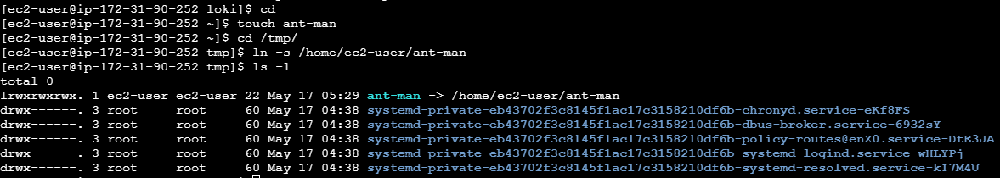 [ec2-user@ip-172-31-90-252 loki]$ cd
[ec2-user@ip-172-31-90-252 ~]$ touch ant-man
[ec2-user@ip-172-31-90-252 ~]$ cd /tmp/
[ec2-user@ip-172-31-90-252 tmp]$ ln -s /home/ec2-user/ant-man
[ec2-user@ip-172-31-90-252 tmp]$ ls -l
total 0
lrwxrwxrwx. 1 ec2-user ec2-user 22 May 17 05:29 ant-man -> /home/ec2-user/ant-man
drwx------. 3 root     root     60 May 17 04:38 systemd-private-eb43702f3c8145f1ac17c3158210df6b-chronyd.service-eKf8FS
drwx------. 3 root     root     60 May 17 04:38 systemd-private-eb43702f3c8145f1ac17c3158210df6b-dbus-broker.service-6932sY
drwx------. 3 root     root     60 May 17 04:38 systemd-private-eb43702f3c8145f1ac17c3158210df6b-policy-routes@enX0.service-DtE3JA
drwx------. 3 root     root     60 May 17 04:38 systemd-private-eb43702f3c8145f1ac17c3158210df6b-systemd-logind.service-wHLYPj
drwx------. 3 root     root     60 May 17 04:38 systemd-private-eb43702f3c8145f1ac17c3158210df6b-systemd-resolved.service-kI7M4U